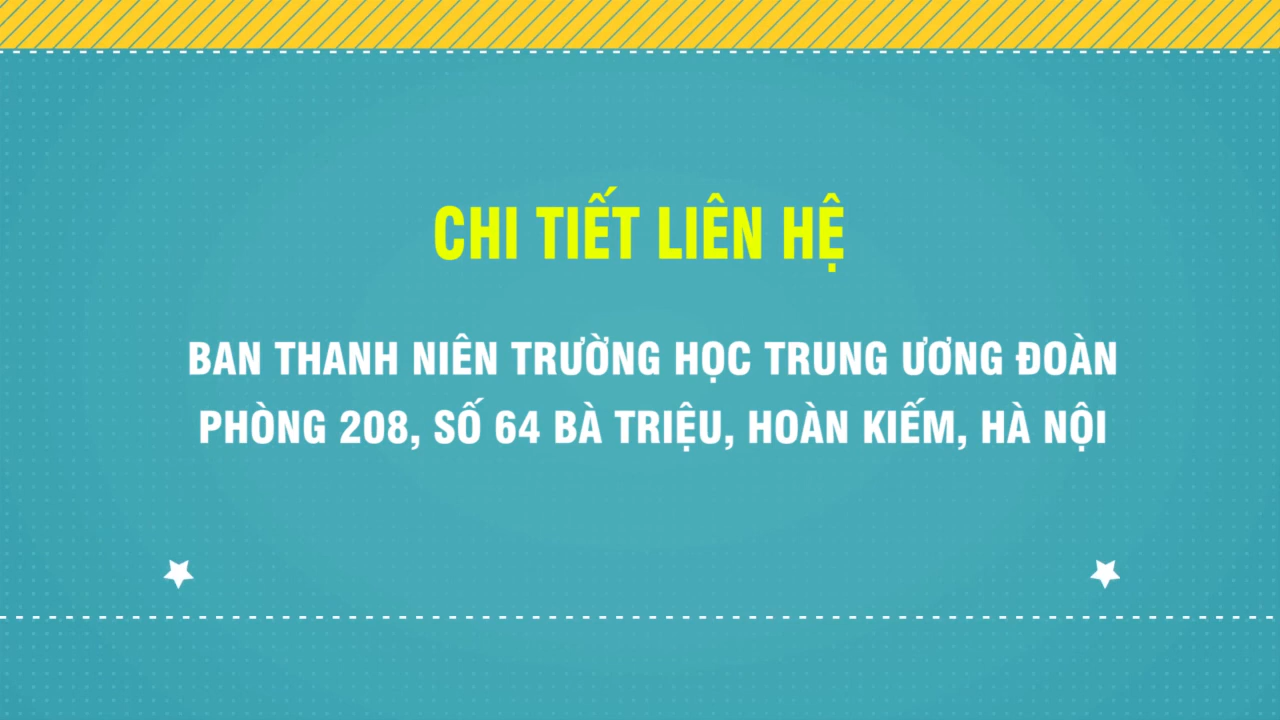 CHI TIẾT LIÊN HỆ
BAN THANH NIÊN TRƯỜNG HỌC TRUNG ƯƠNG ĐOÀN
PHÒNG 208, SỐ 64 BÀ TRIỆU, HOÀN KIẾM, HÀ NỘI